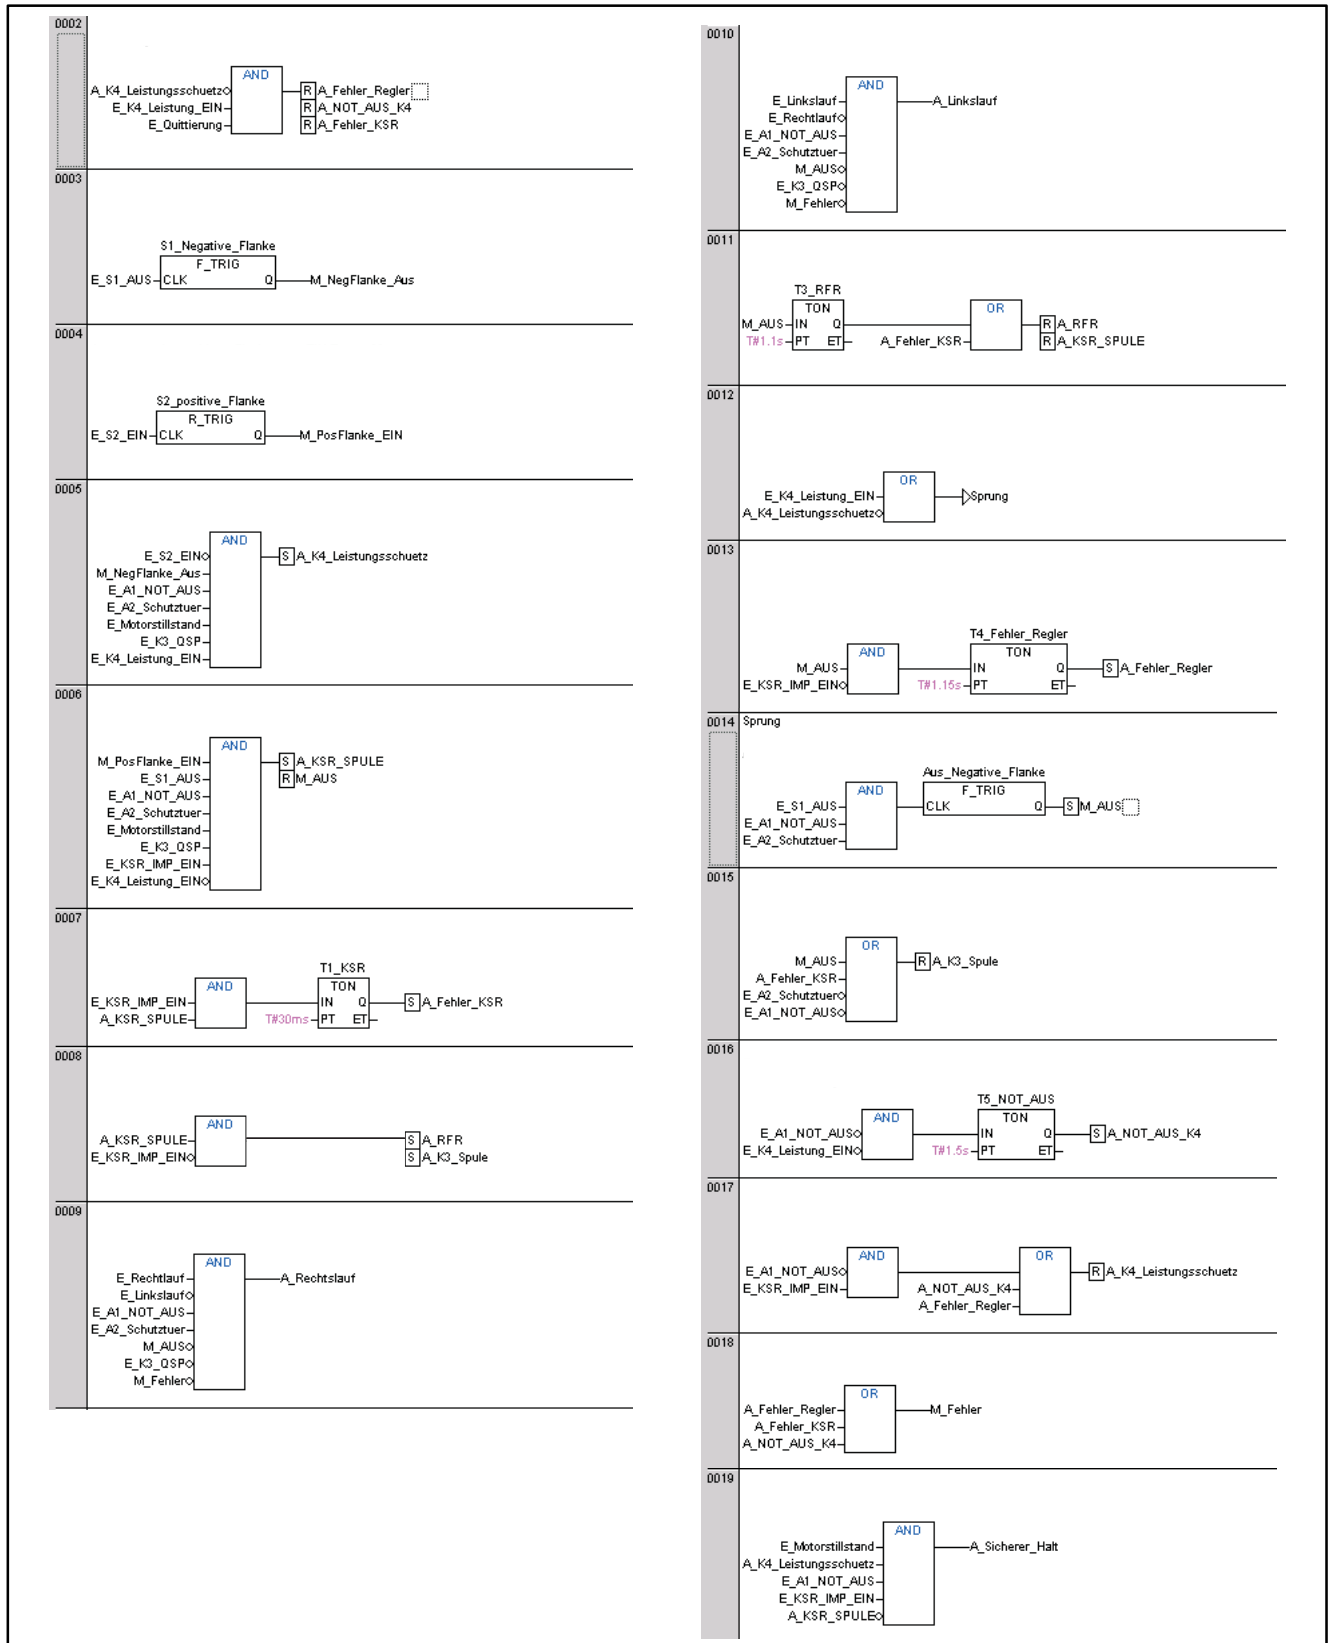 0002
AND
A_K4_Leistungsschuetz
R A_Fehler_Regler
E_K4_Leistung_EIN
R A_NOT_AUS_K4
E_Quittierung
R A_Fehler_KSR
0003
S1_Negative_Flanke
F_TRIG
E_S1_AUS CLK Q M_NegFlanke_Aus
0004
S2_positive_Flanke
R_TRIG
E_S2_EIN CLK Q M_PosFlanke_EIN
0005
AND
E_S2_EIN
S A_K4_Leistungsschuetz
M_NegFlanke_Aus
E_A1_NOT_AUS
E_A2_Schutztuer
E_Motorstillstand
E_K3_QSP
E_K4_Leistung_EIN
0006
AND
M_PosFlanke_EIN
S A_KSR_SPULE
E_S1_AUS
R M_AUS
E_A1_NOT_AUS
E_A2_Schutztuer
E_Motorstillstand
E_K3_QSP
E_KSR_IMP_EIN
E_K4_Leistung_EIN
0007
T1_KSR
AND
TON
E_KSR_IMP_EIN
IN Q
S A_Fehler_KSR
A_KSR_SPULE
T#30ms PT ET
0008
AND
A_KSR_SPULE
S A_RFR
E_KSR_IMP_EIN
S A_K3_Spule
0009
AND
E_Rechtlauf
A_Rechtslauf
E_Linkslauf
E_A1_NOT_AUS
E_A2_Schutztuer
M_AUS
E_K3_QSP
M_Fehler
0010
AND
E_Linkslauf
A_Linkslauf
E_Rechtlauf
E_A1_NOT_AUS
E_A2_Schutztuer
M_AUS
E_K3_QSP
M_Fehler
0011
T3_RFR
TON
OR
M_AUS IN Q
R A_RFR
T#1.1s PT ET
A_Fehler_KSR
R A_KSR_SPULE
0012
OR
E_K4_Leistung_EIN
Sprung
A_K4_Leistungsschuetz
0013
T4_Fehler_Regler
AND
TON
M_AUS
IN Q
S A_Fehler_Regler
E_KSR_IMP_EIN
T#1.15s PT ET
0014 Sprung
Aus_Negative_Flanke
AND
F_TRIG
E_S1_AUS
CLK Q
S M_AUS
E_A1_NOT_AUS
E_A2_Schutztuer
0015
OR
M_AUS
R A_K3_Spule
A_Fehler_KSR
E_A2_Schutztuer
E_A1_NOT_AUS
0016
T5_NOT_AUS
AND
TON
E_A1_NOT_AUS
IN Q
S A_NOT_AUS_K4
E_K4_Leistung_EIN
T#1.5s PT ET
0017
AND
OR
E_A1_NOT_AUS
R A_K4_Leistungsschuetz
E_KSR_IMP_EIN
A_NOT_AUS_K4
A_Fehler_Regler
0018
OR
A_Fehler_Regler
M_Fehler
A_Fehler_KSR
A_NOT_AUS_K4
0019
AND
E_Motorstillstand
A_Sicherer_Halt
A_K4_Leistungsschuetz
E_A1_NOT_AUS
E_KSR_IMP_EIN
A_KSR_SPULE